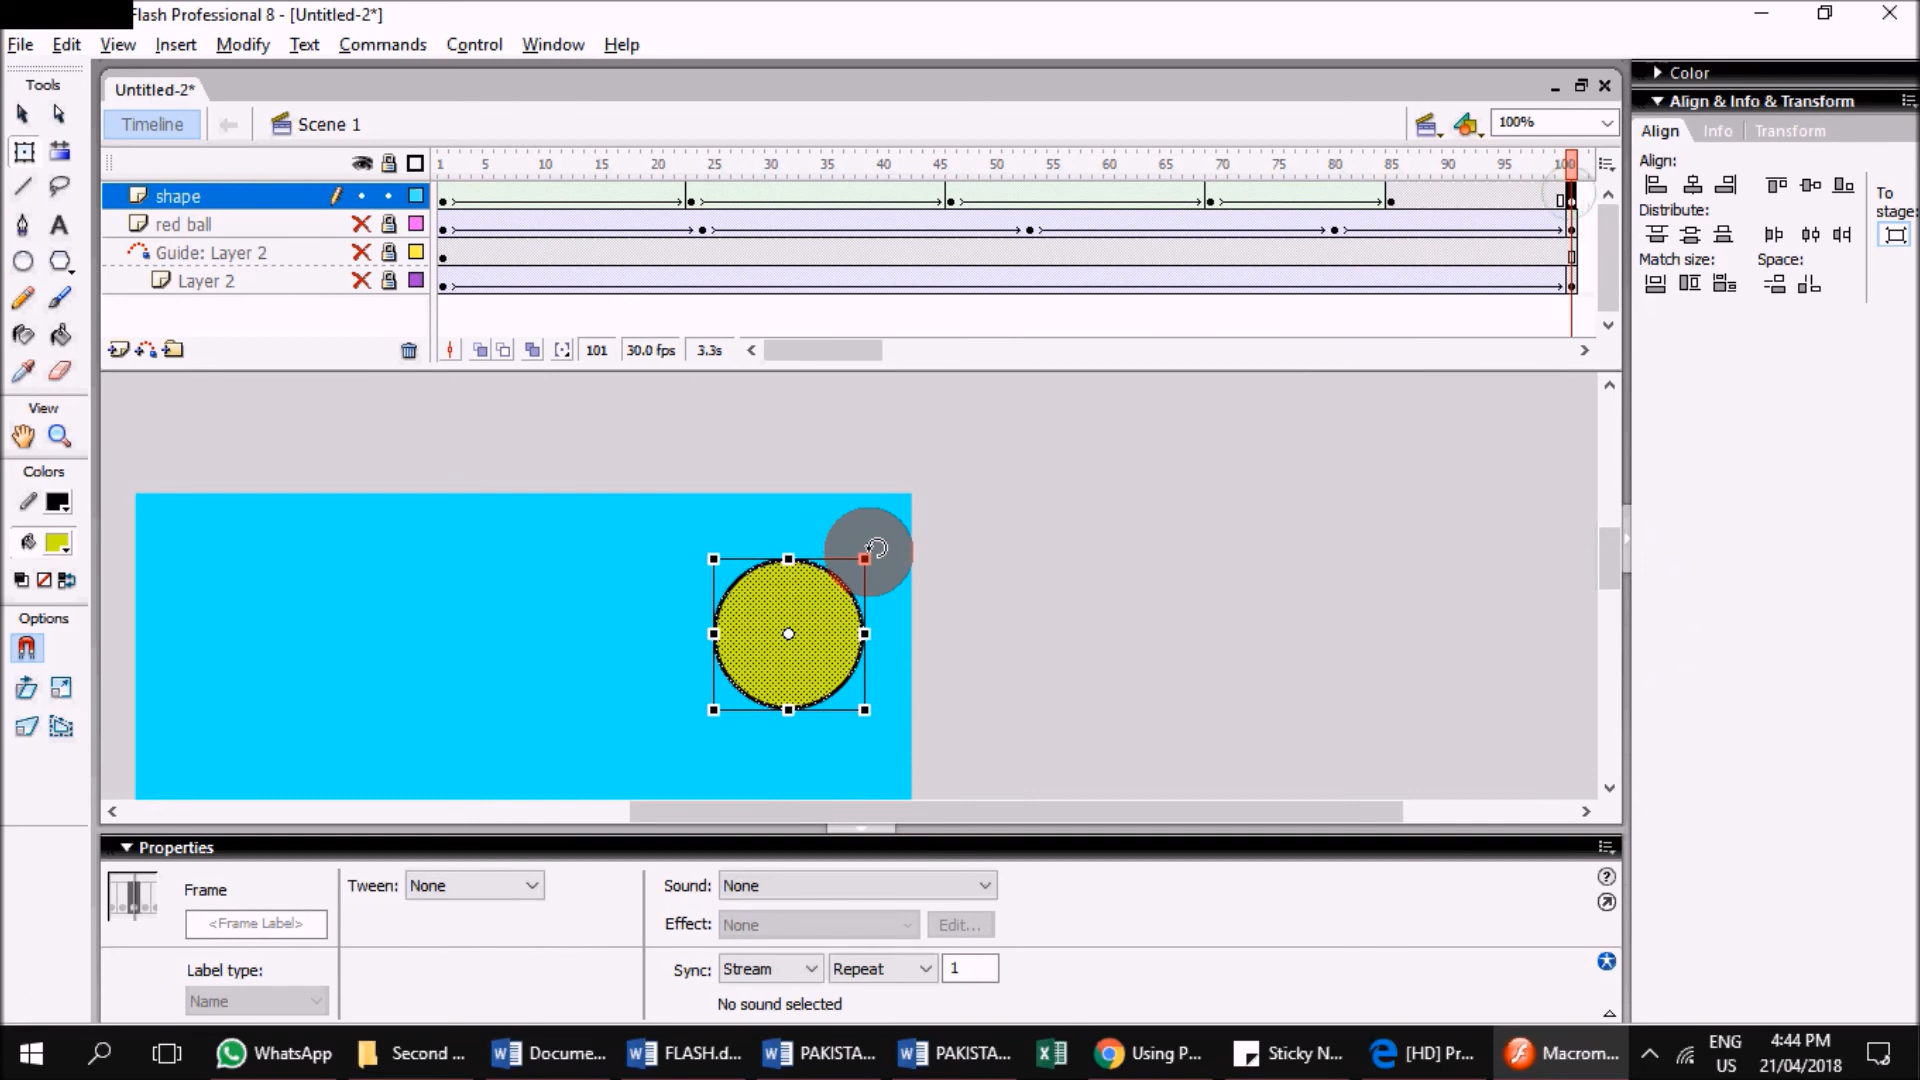 Flash Professional 8 - [Untitled-2*]
File Edit View Insert Modify Text Commands Control Window Help
Tools
Untitled-2*
Timeline
Scene 1
100%
1 5 10 15 20 25 30 35 40 45 50 55 60 65 70 75 80 85 90 95 100
shape
red ball
Guide: Layer 2
Layer 2
101 30.0 fps 3.3s
View
Colors
Options
Color
Align & Info & Transform
Align Info Transform
Align:
To
stage:
Distribute:
Match size: Space:
Properties
Frame
<Frame Label>
Label type:
Name
Tween: None
Sound: None
Effect: None Edit...
Sync: Stream Repeat 1
No sound selected
WhatsApp
Second ...
Docume...
FLASH.d...
PAKISTA...
PAKISTA...
Using P...
Sticky N...
[HD] Pr...
Macrom...
ENG
US
4:44 PM
21/04/2018